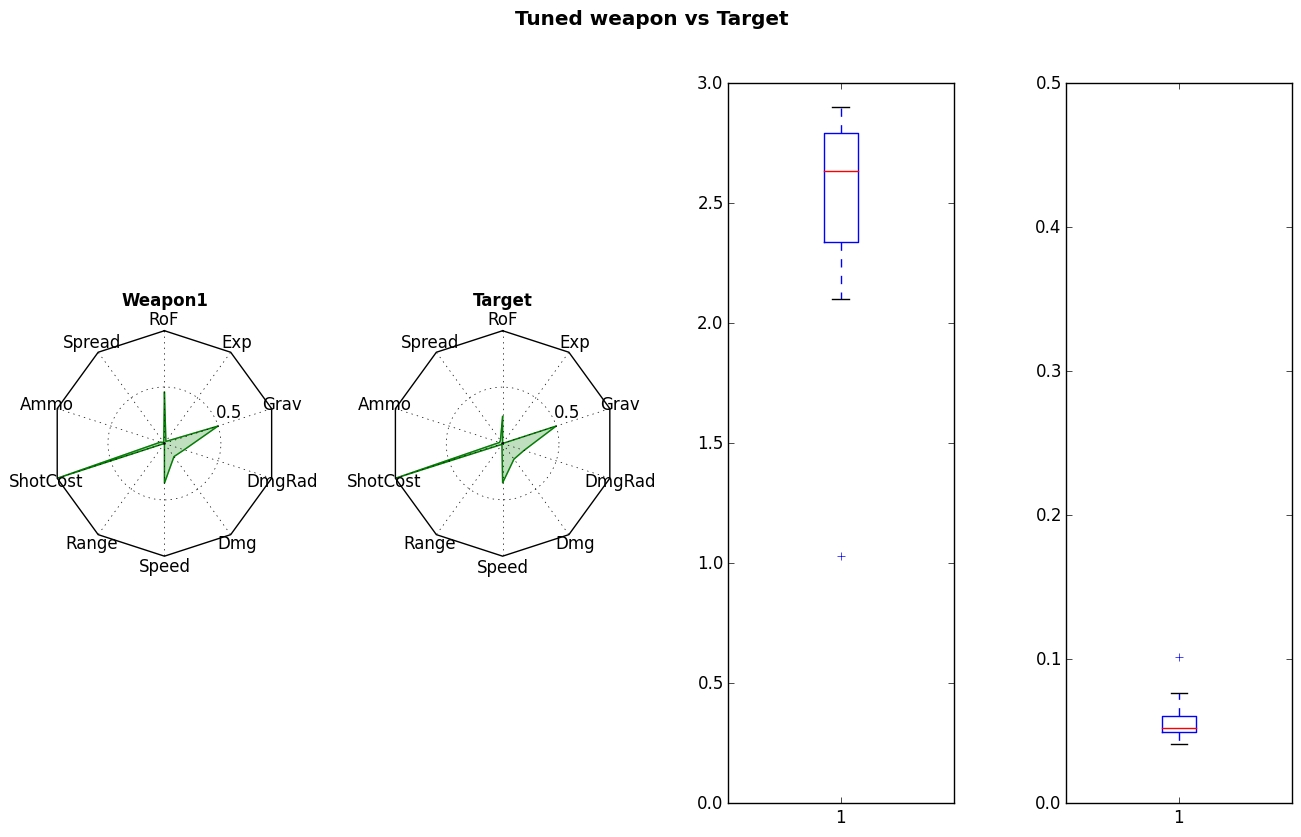 Tuned weapon vs Target
Weapon1
RoF
Spread
Exp
Ammo
0.5
Grav
ShotCost
DmgRad
Range
Dmg
Speed
Target
RoF
Spread
Exp
Ammo
0.5
Grav
ShotCost
DmgRad
Range
Dmg
Speed
3.0
2.5
2.0
1.5
1.0
0.5
0.0
1
0.5
0.4
0.3
0.2
0.1
0.0
1